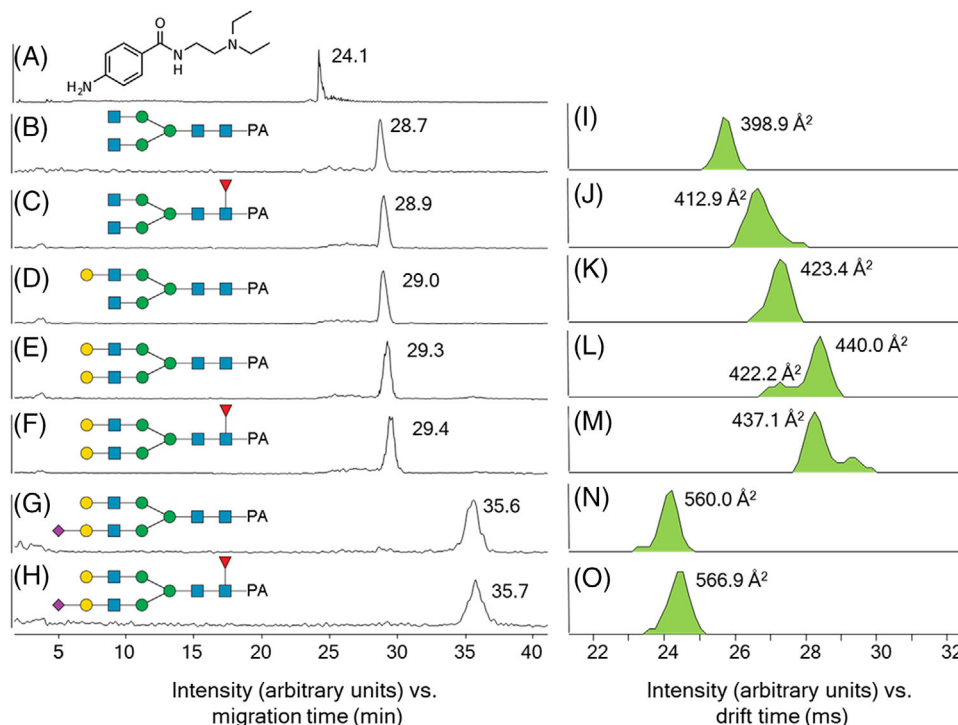 (A)
O
N
N
H
H₂N
24.1
(B)
PA
28.7
(I)
398.9 Å²
(C)
PA
28.9
(J)
412.9 Å²
(D)
PA
29.0
(K)
423.4 Å²
(E)
PA
29.3
(L)
422.2 Å²
440.0 Å²
(F)
PA
29.4
(M)
437.1 Å²
(G)
PA
35.6
(N)
560.0 Å²
(H)
PA
35.7
(O)
566.9 Å²
5 10 15 20 25 30 35 40
22 24 26 28 30 32
Intensity (arbitrary units) vs.
migration time (min)
Intensity (arbitrary units) vs.
drift time (ms)